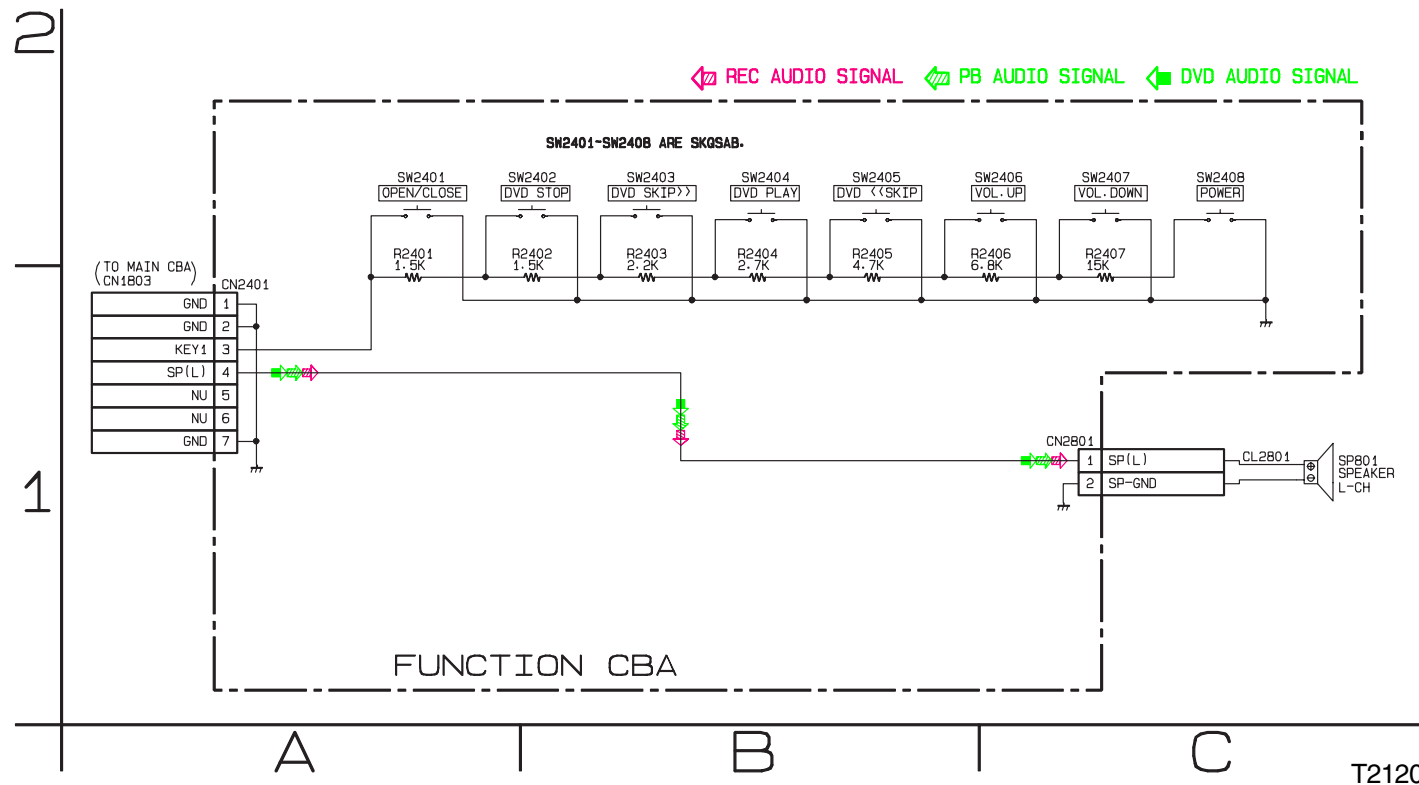 2
REC AUDIO SIGNAL PB AUDIO SIGNAL DVD AUDIO SIGNAL
SW2401~SW2408 ARE SKQSAB.
SW2401 SW2402 SW2403 SW2404 SW2405 SW2406 SW2407 SW2408
OPEN/CLOSE DVD STOP DVD SKIP>> DVD PLAY DVD <<SKIP VOL.UP VOL.DOWN POWER
R2401 R2402 R2403 R2404 R2405 R2406 R2407
1.5K 1.5K 2.2K 2.7K 4.7K 6.8K 15K
(TO MAIN CBA)
(CN1803
CN2401
GND 1
GND 2
KEY1 3
SP(L) 4
NU 5
NU 6
GND 7
1
CN2801
1 SP(L)
2 SP-GND
CL2801
SP801
SPEAKER
L-CH
FUNCTION CBA
A B C
T2120